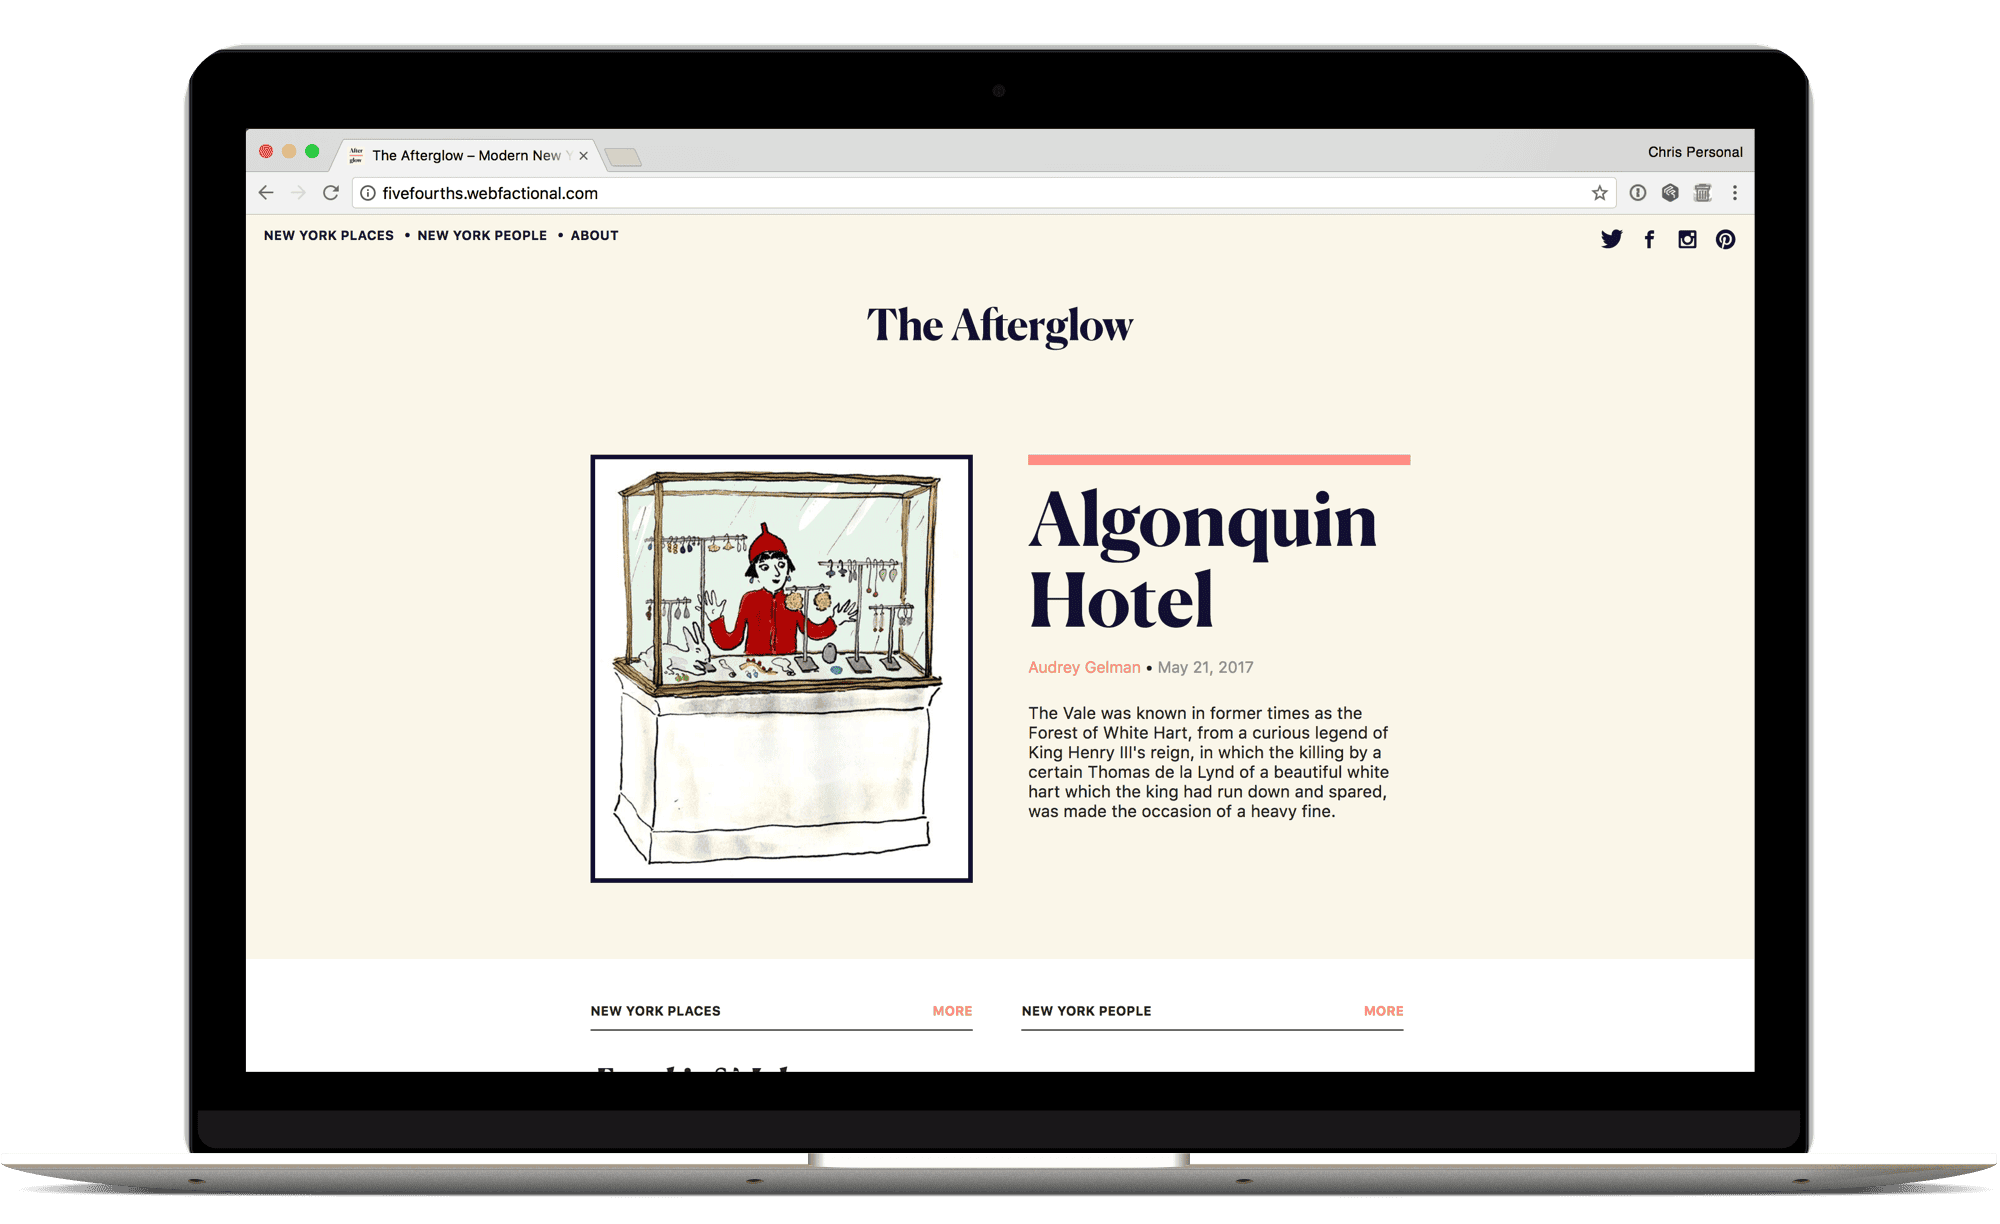 After
glow
The Afterglow – Modern New Y
Chris Personal
fivefourths.webfactional.com
NEW YORK PLACES • NEW YORK PEOPLE • ABOUT
The Afterglow
Algonquin
Hotel
Audrey Gelman • May 21, 2017
The Vale was known in former times as the
Forest of White Hart, from a curious legend of
King Henry III's reign, in which the killing by a
certain Thomas de la Lynd of a beautiful white
hart which the king had run down and spared,
was made the occasion of a heavy fine.
NEW YORK PLACES MORE
NEW YORK PEOPLE MORE